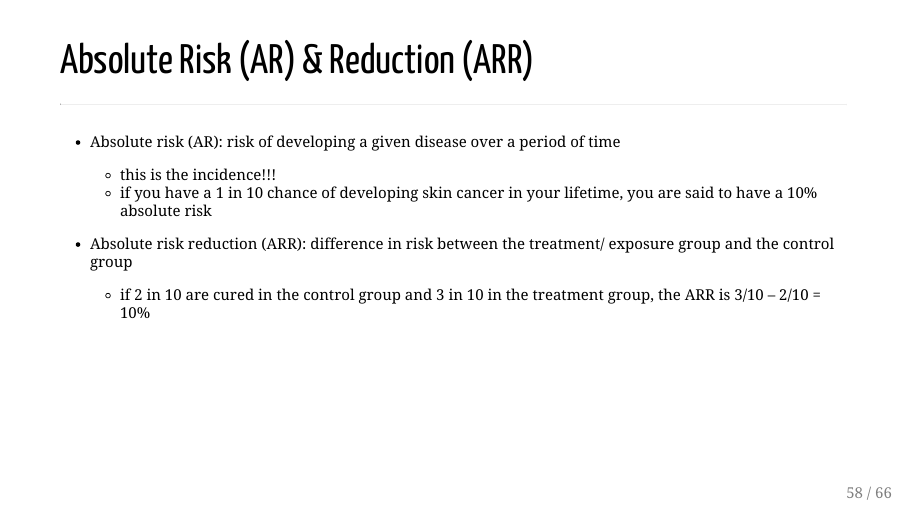 Absolute Risk (AR) & Reduction (ARR)
• Absolute risk (AR): risk of developing a given disease over a period of time
◦ this is the incidence!!!
◦ if you have a 1 in 10 chance of developing skin cancer in your lifetime, you are said to have a 10%
absolute risk
• Absolute risk reduction (ARR): difference in risk between the treatment/ exposure group and the control
group
◦ if 2 in 10 are cured in the control group and 3 in 10 in the treatment group, the ARR is 3/10 – 2/10 =
10%
58 / 66